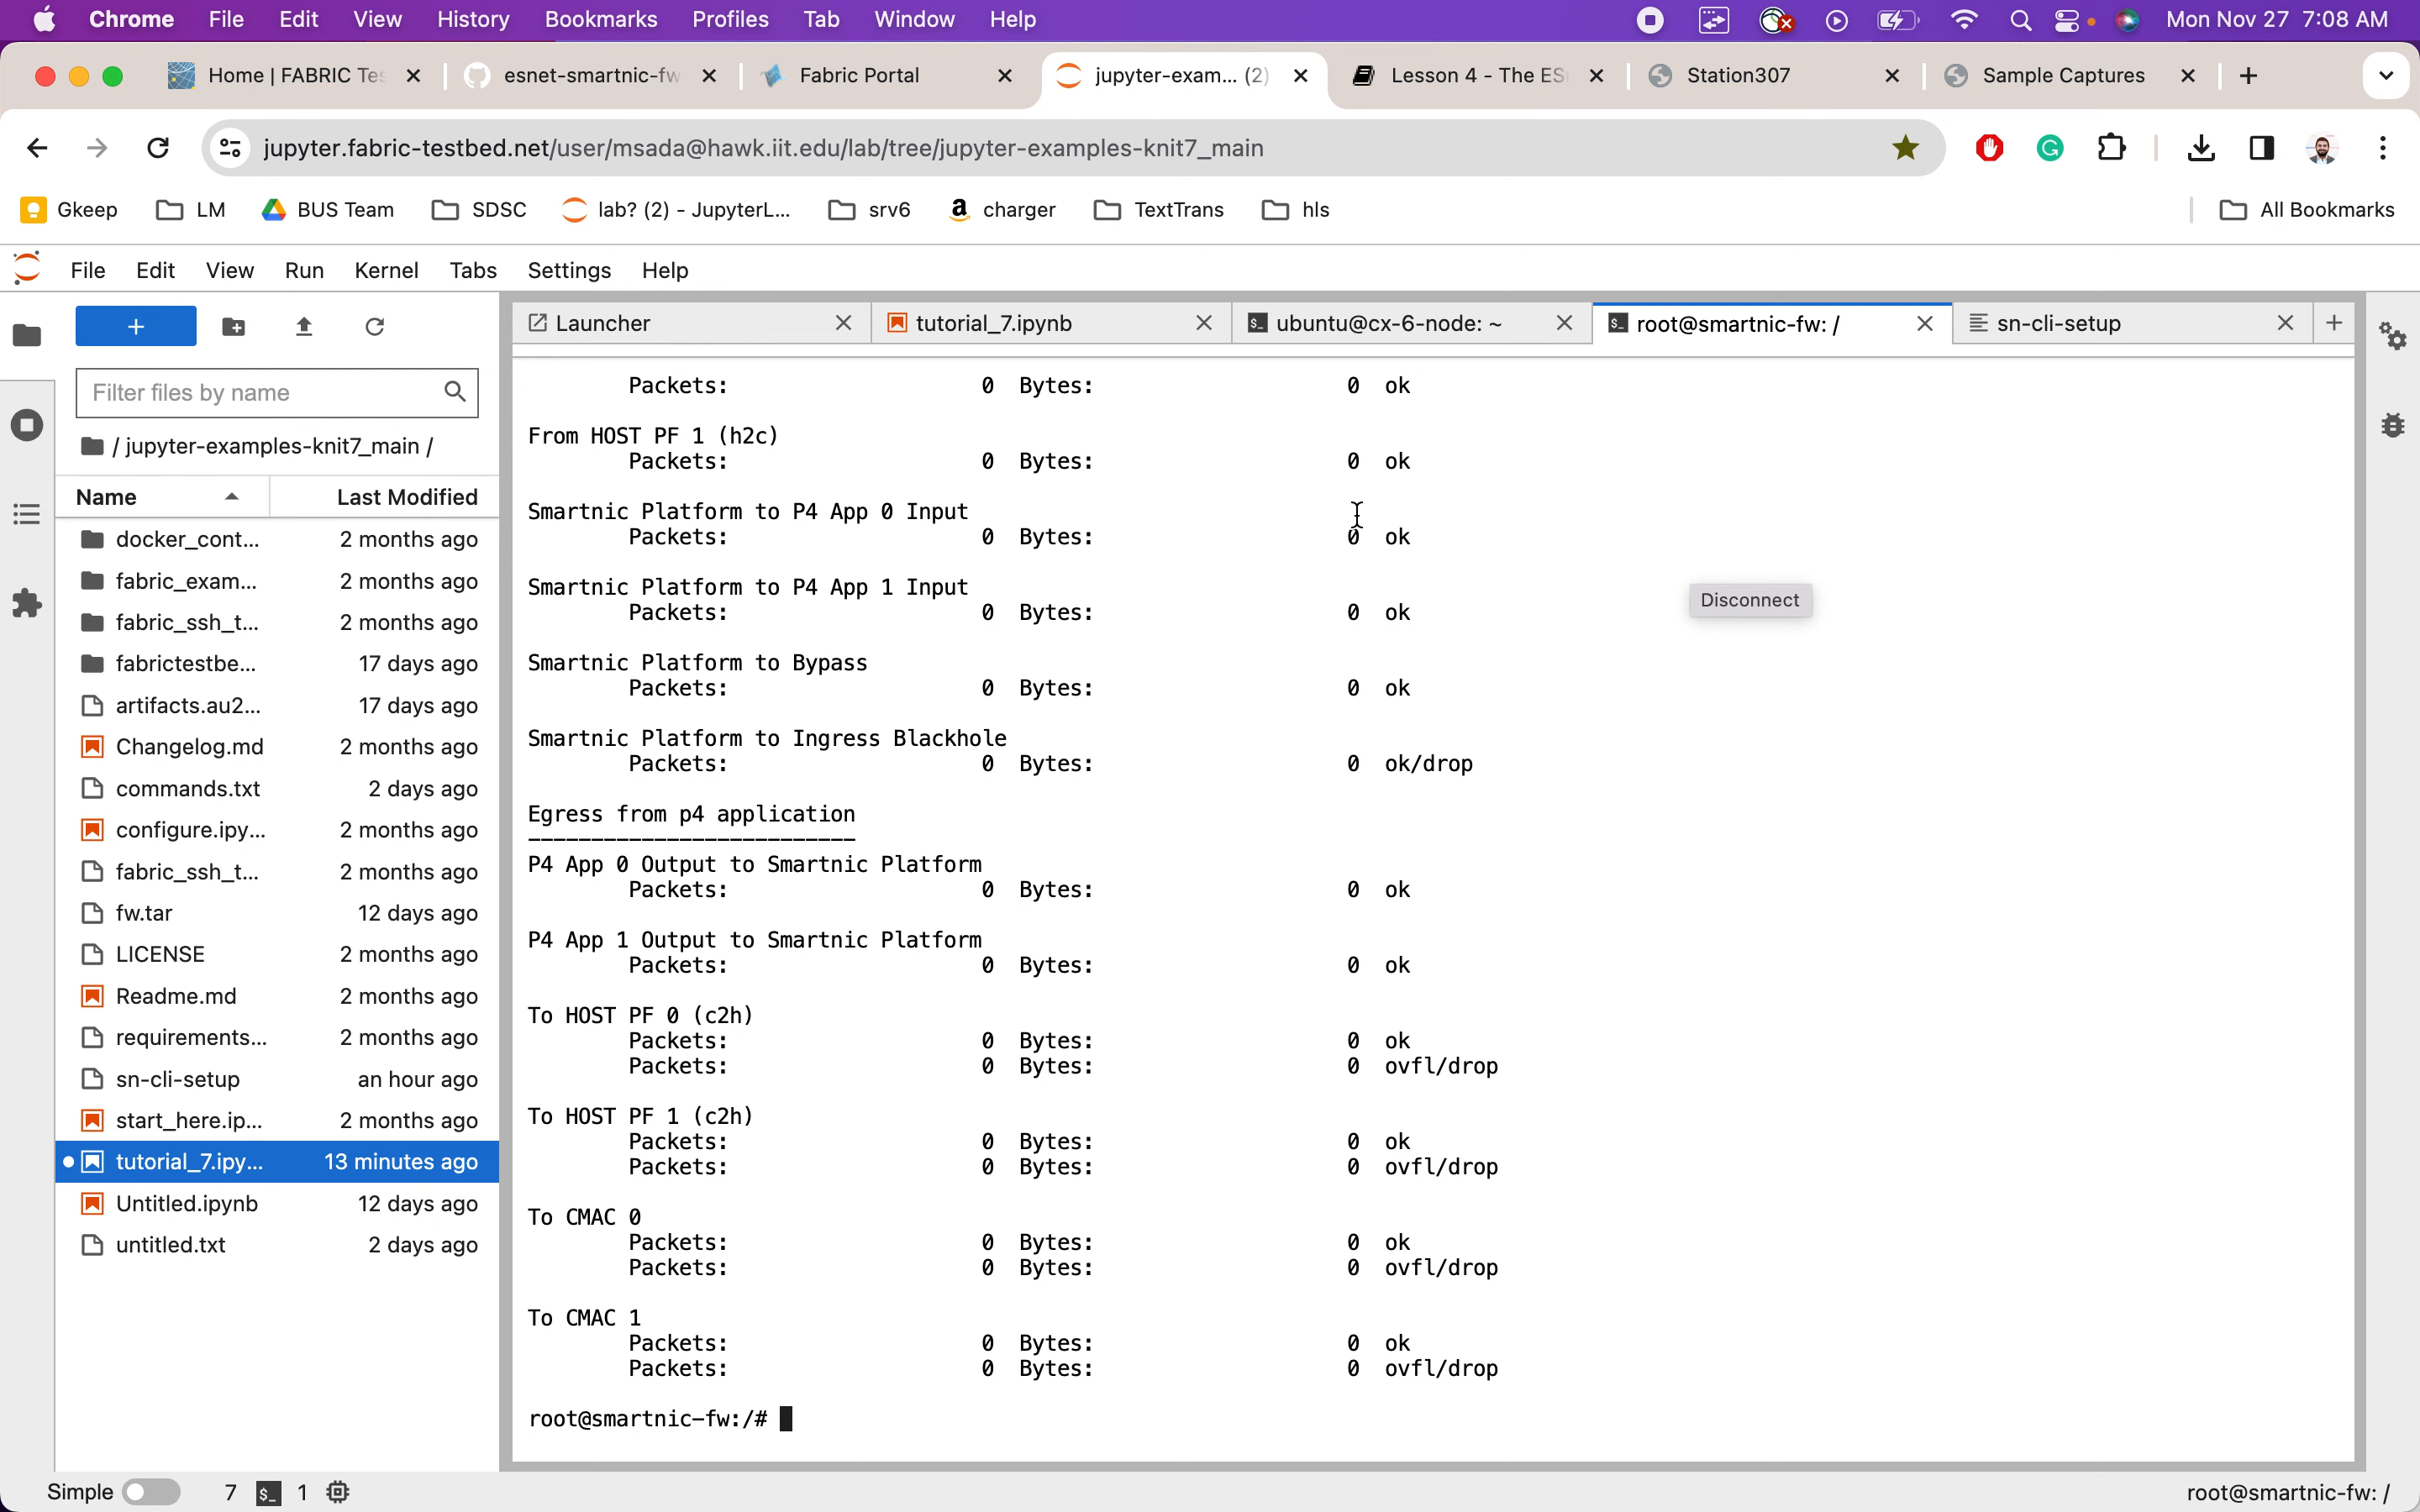 Chrome File Edit View History Bookmarks Profiles Tab Window Help Mon Nov 27 7:08 AM
Home | FABRIC Tes esnet-smartnic-fw Fabric Portal jupyter-exam... (2) Lesson 4 - The ES Station307 Sample Captures
jupyter.fabric-testbed.net/user/msada@hawk.iit.edu/lab/tree/jupyter-examples-knit7_main
Gkeep LM BUS Team SDSC lab? (2) - JupyterL... srv6 charger TextTrans hls All Bookmarks
File Edit View Run Kernel Tabs Settings Help
Launcher tutorial_7.ipynb ubuntu@cx-6-node: ~ root@smartnic-fw: / sn-cli-setup
Filter files by name
/ jupyter-examples-knit7_main /
Name Last Modified
docker_cont... 2 months ago
fabric_exam... 2 months ago
fabric_ssh_t... 2 months ago
fabrictestbe... 17 days ago
artifacts.au2... 17 days ago
Changelog.md 2 months ago
commands.txt 2 days ago
configure.ipy... 2 months ago
fabric_ssh_t... 2 months ago
fw.tar 12 days ago
LICENSE 2 months ago
Readme.md 2 months ago
requirements... 2 months ago
sn-cli-setup an hour ago
start_here.ip... 2 months ago
tutorial_7.ipy... 13 minutes ago
Untitled.ipynb 12 days ago
untitled.txt 2 days ago
Packets: 0 Bytes: 0 ok
From HOST PF 1 (h2c)
Packets: 0 Bytes: 0 ok
Smartnic Platform to P4 App 0 Input
Packets: 0 Bytes: 0 ok
Smartnic Platform to P4 App 1 Input
Packets: 0 Bytes: 0 ok
Disconnect
Smartnic Platform to Bypass
Packets: 0 Bytes: 0 ok
Smartnic Platform to Ingress Blackhole
Packets: 0 Bytes: 0 ok/drop
Egress from p4 application
--------------------------
P4 App 0 Output to Smartnic Platform
Packets: 0 Bytes: 0 ok
P4 App 1 Output to Smartnic Platform
Packets: 0 Bytes: 0 ok
To HOST PF 0 (c2h)
Packets: 0 Bytes: 0 ok
Packets: 0 Bytes: 0 ovfl/drop
To HOST PF 1 (c2h)
Packets: 0 Bytes: 0 ok
Packets: 0 Bytes: 0 ovfl/drop
To CMAC 0
Packets: 0 Bytes: 0 ok
Packets: 0 Bytes: 0 ovfl/drop
To CMAC 1
Packets: 0 Bytes: 0 ok
Packets: 0 Bytes: 0 ovfl/drop
root@smartnic-fw:/#
Simple 7 1 root@smartnic-fw: /